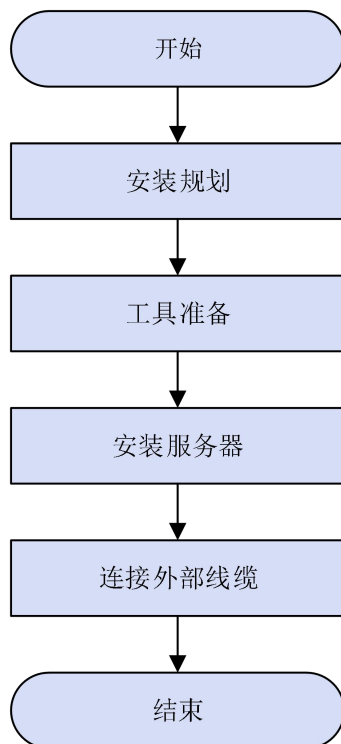 开始
安装规划
工具准备
安装服务器
连接外部线缆
结束